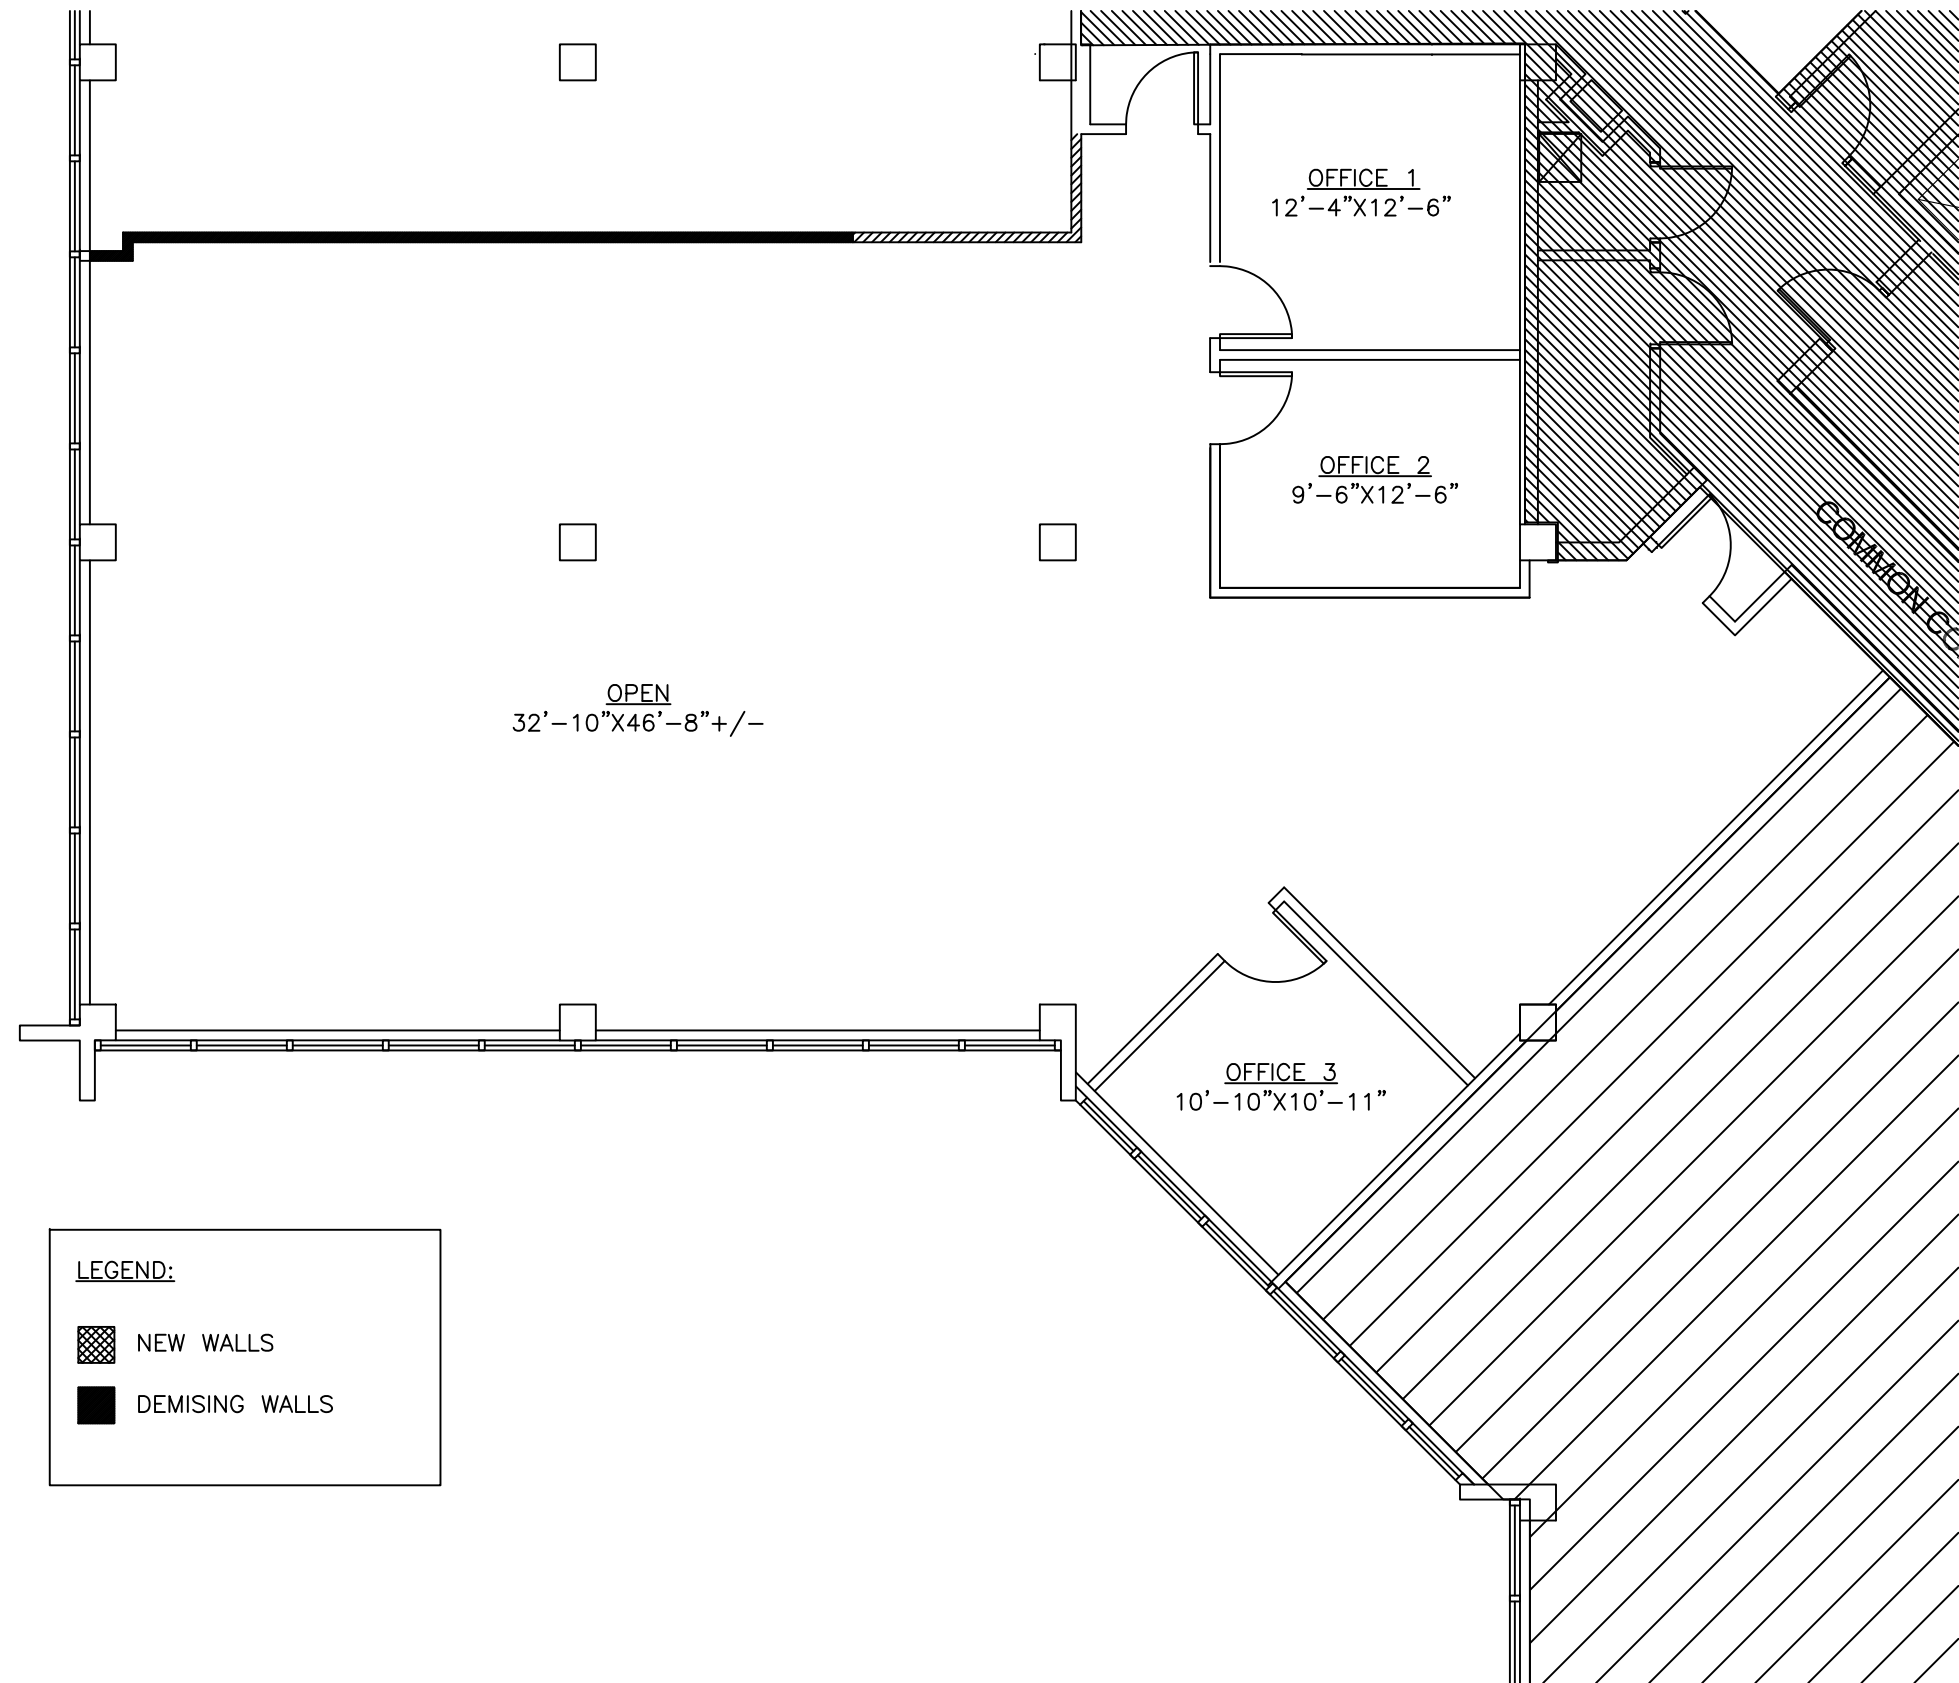 OFFICE 1
12'-4"X12'-6"
OFFICE 2
9'-6"X12'-6"
COMMON
OPEN
32'-10"X46'-8"+/-
OFFICE 3
10'-10"X10'-11"
LEGEND:
NEW WALLS
DEMISING WALLS